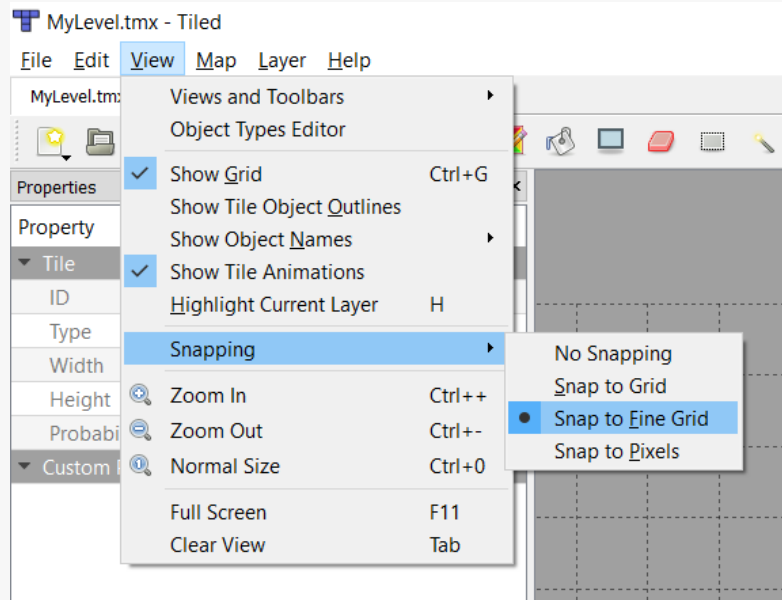 MyLevel.tmx - Tiled
File Edit View Map Layer Help
MyLevel.tmx
Views and Toolbars
Object Types Editor
Properties
Show Grid Ctrl+G
Show Tile Object Outlines
Property
Show Object Names
Tile
Show Tile Animations
ID
Highlight Current Layer H
Type
Snapping
No Snapping
Width
Snap to Grid
Height
Zoom In Ctrl++
Snap to Fine Grid
Probabi
Zoom Out Ctrl+-
Snap to Pixels
Custom
Normal Size Ctrl+0
Full Screen F11
Clear View Tab